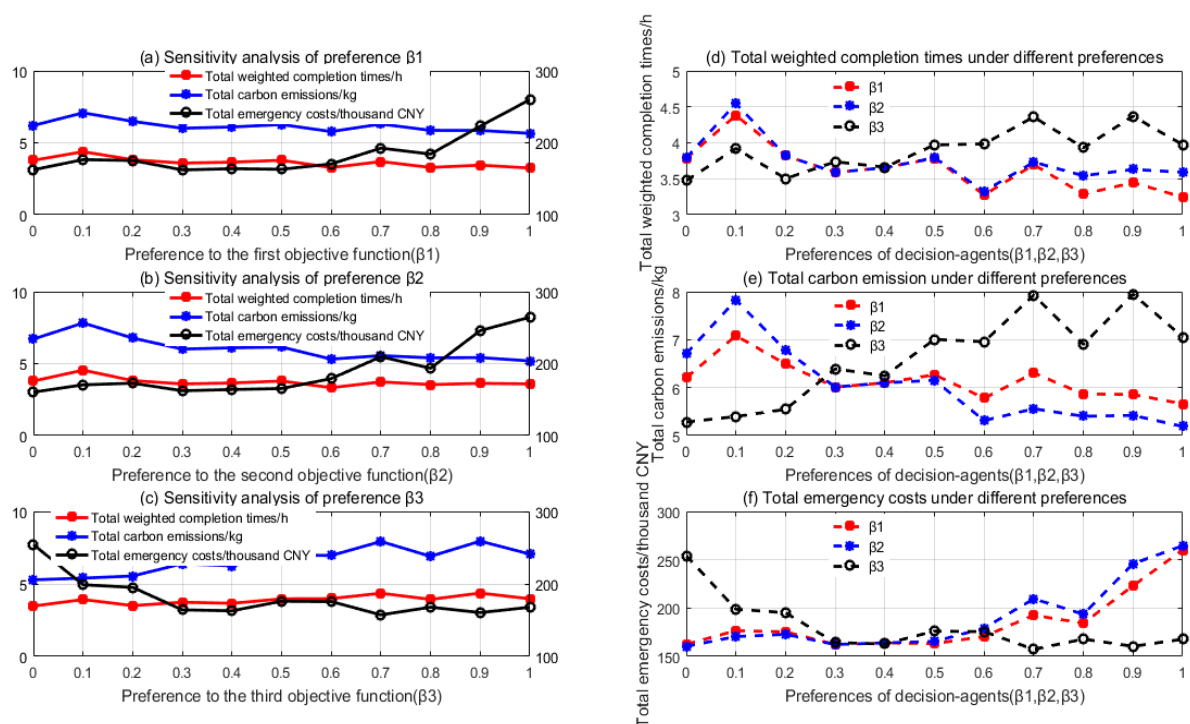 (a) Sensitivity analysis of preference β1
10
5
0
300
200
100
Total weighted completion times/h
Total carbon emissions/kg
Total emergency costs/thousand CNY
0 0.1 0.2 0.3 0.4 0.5 0.6 0.7 0.8 0.9 1
Preference to the first objective function(β1)
(b) Sensitivity analysis of preference β2
10
5
0
300
200
100
Total weighted completion times/h
Total carbon emissions/kg
Total emergency costs/thousand CNY
0 0.1 0.2 0.3 0.4 0.5 0.6 0.7 0.8 0.9 1
Preference to the second objective function(β2)
(c) Sensitivity analysis of preference β3
10
5
0
300
200
100
Total weighted completion times/h
Total carbon emissions/kg
Total emergency costs/thousand CNY
0 0.1 0.2 0.3 0.4 0.5 0.6 0.7 0.8 0.9 1
Preference to the third objective function(β3)
(d) Total weighted completion times under different preferences
Total weighted completion times/h
5
4.5
4
3.5
3
β1
β2
β3
0 0.1 0.2 0.3 0.4 0.5 0.6 0.7 0.8 0.9 1
Preferences of decision-agents(β1,β2,β3)
(e) Total carbon emission under different preferences
Total carbon emissions/kg
8
7
6
5
β1
β2
β3
0 0.1 0.2 0.3 0.4 0.5 0.6 0.7 0.8 0.9 1
Preferences of decision-agents(β1,β2,β3)
(f) Total emergency costs under different preferences
Total emergency costs/thousand CNY
300
250
200
150
β1
β2
β3
0 0.1 0.2 0.3 0.4 0.5 0.6 0.7 0.8 0.9 1
Preferences of decision-agents(β1,β2,β3)